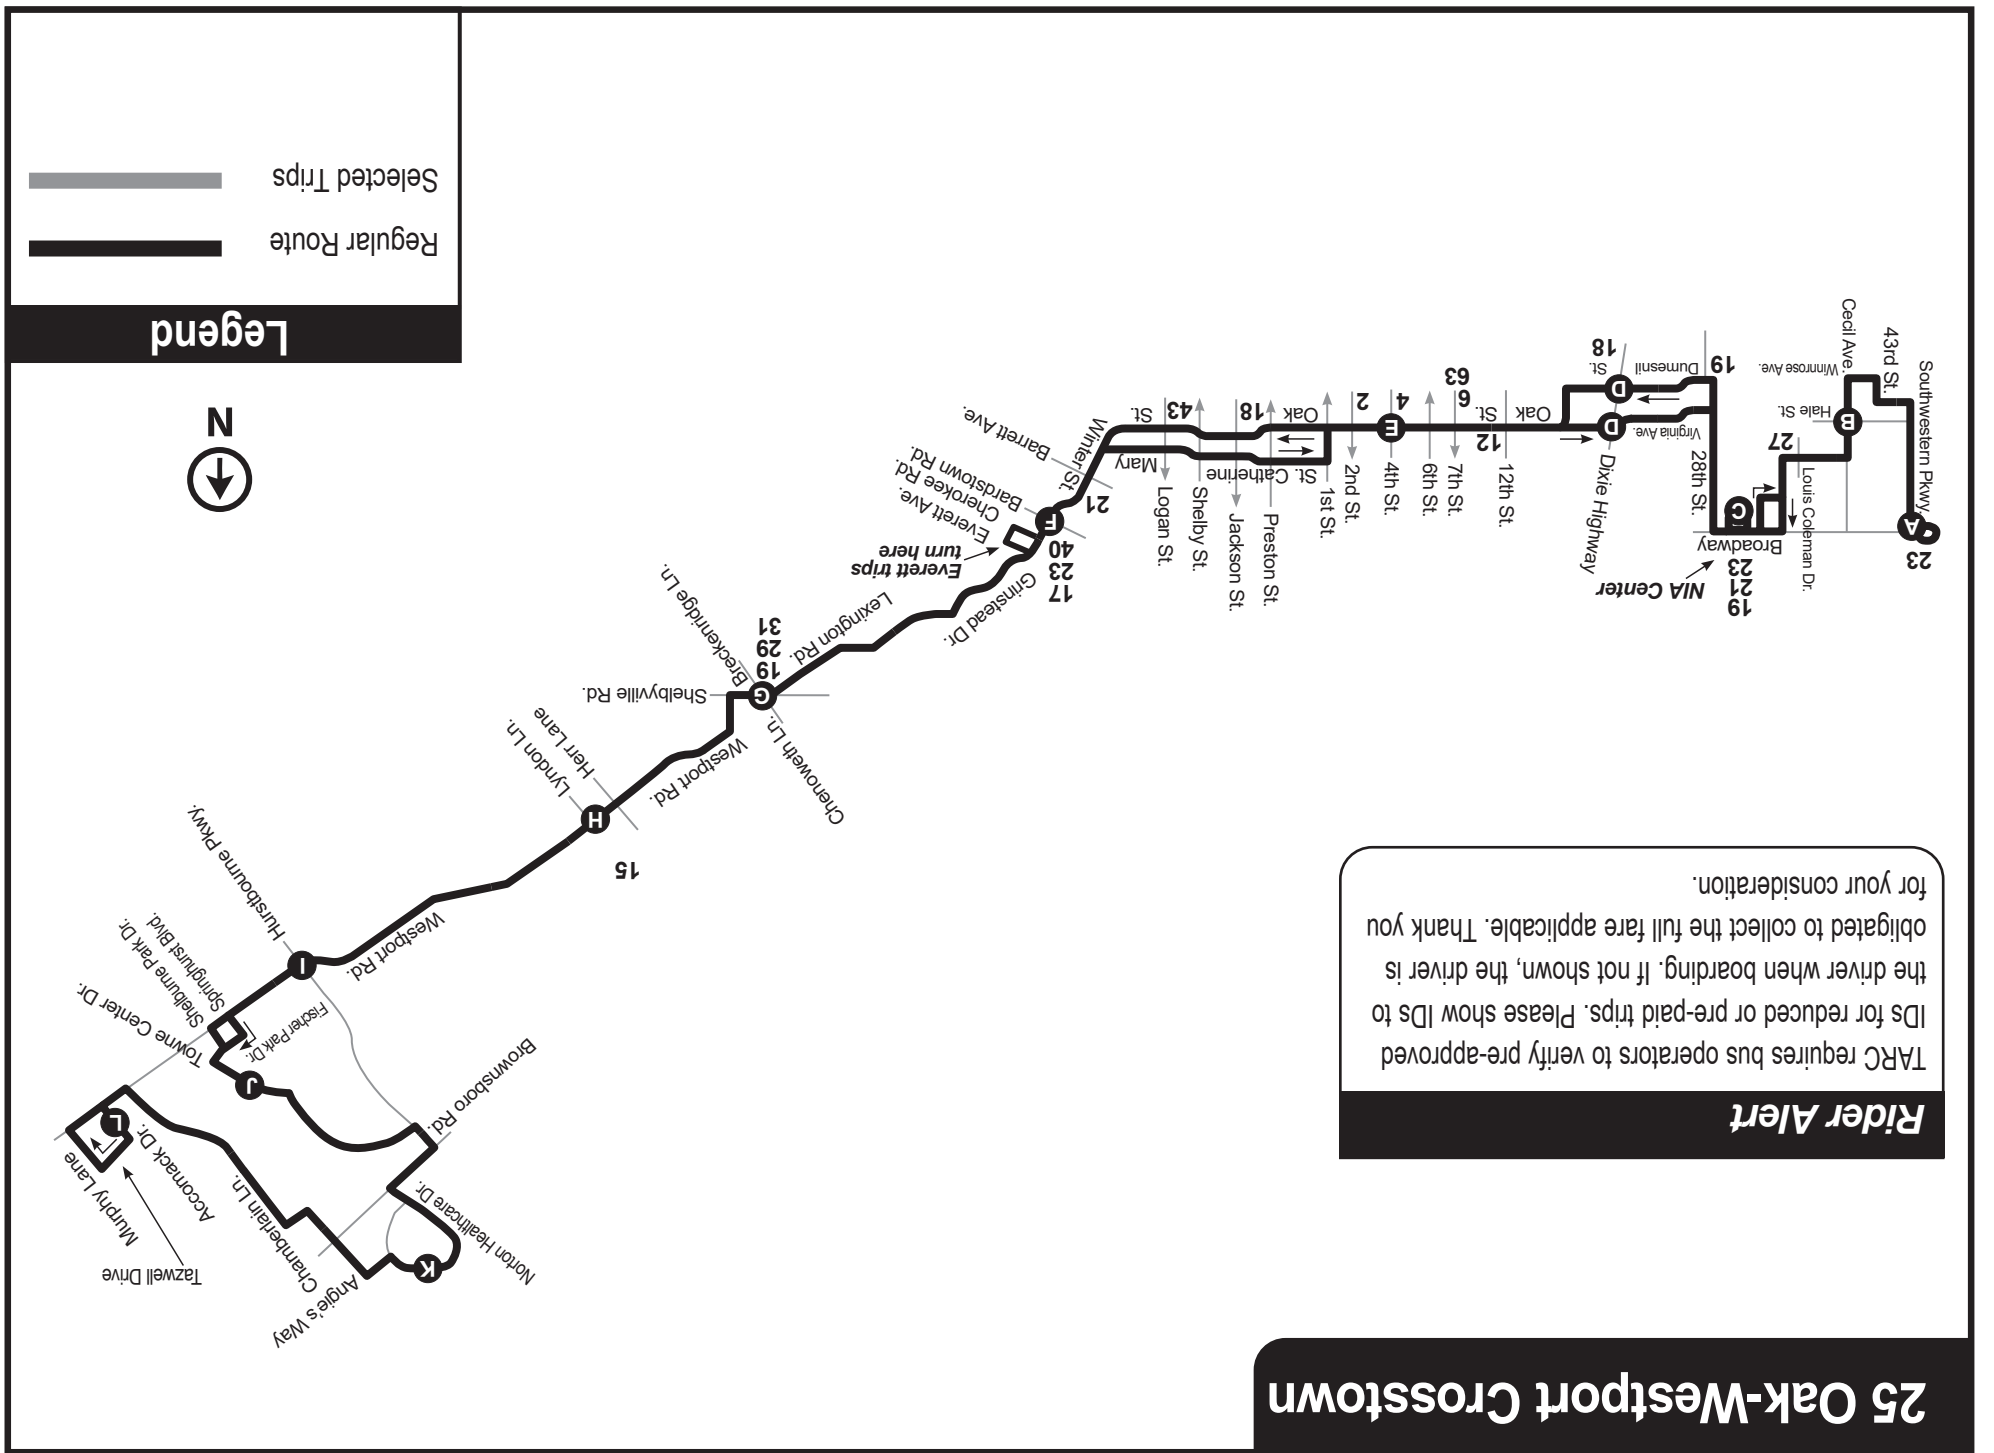 25 Oak-Westport Crosstown
Rider Alert
TARC requires bus operators to verify pre-approved
IDs for reduced or pre-paid trips. Please show IDs to
the driver when boarding. If not shown, the driver is
obligated to collect the full fare applicable. Thank you
for your consideration.
Angie's Way
Tazwell Drive
Norton Healthcare Dr.
K
Chamberlain Ln.
Murphy Lane
Accomack Dr.
L
Brownsboro Rd.
J
Towne Center Dr.
Fischer Park Dr.
Shelburne Park Dr.
Springhurst Blvd.
I
Westport Rd.
Hurstbourne Pkwy.
15
H
Herr Lane
Lyndon Ln.
Westport Rd.
Chenoweth Ln.
Shelbyville Rd.
G
19
29
31
Breckenridge Ln.
Lexington Rd.
Grinstead Dr.
17
23
40
F
Everett trips
turn here
Everett Ave.
Cherokee Rd.
Bardstown Rd.
Barrett Ave.
21
Winter St.
23
A
Southwestern Pkwy.
43rd St.
Cecil Ave.
Winnrose Ave.
Hale St.
B
27
Louis Coleman Dr.
19
21
23
NIA Center
Broadway
C
28th St.
19
Virginia Ave.
Dumesnil
St.
18
D
D
Dixie Highway
Oak
St.
12
12th St.
7th St.
6
63
6th St.
4th St.
4
E
2nd St.
2
1st St.
Oak
18
Preston St.
Jackson St.
St. Catherine
Shelby St.
43
Logan St.
Mary
St.
N
Legend
Regular Route
Selected Trips